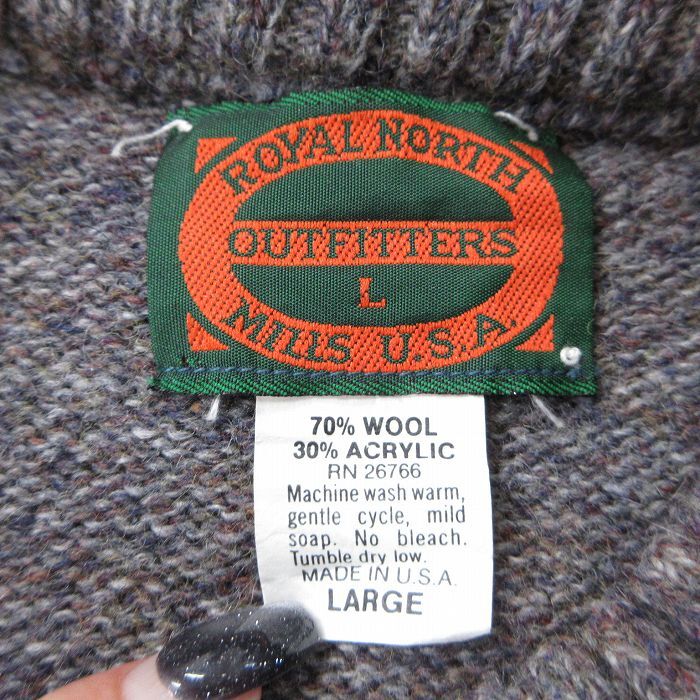 ROYAL NORTH
OUTFITTERS
L
MILLS U.S.A.
70% WOOL
30% ACRYLIC
RN 26766
Machine wash warm,
gentle cycle, mild
soap. No bleach.
Tumble dry low.
MADE IN U.S.A.
LARGE